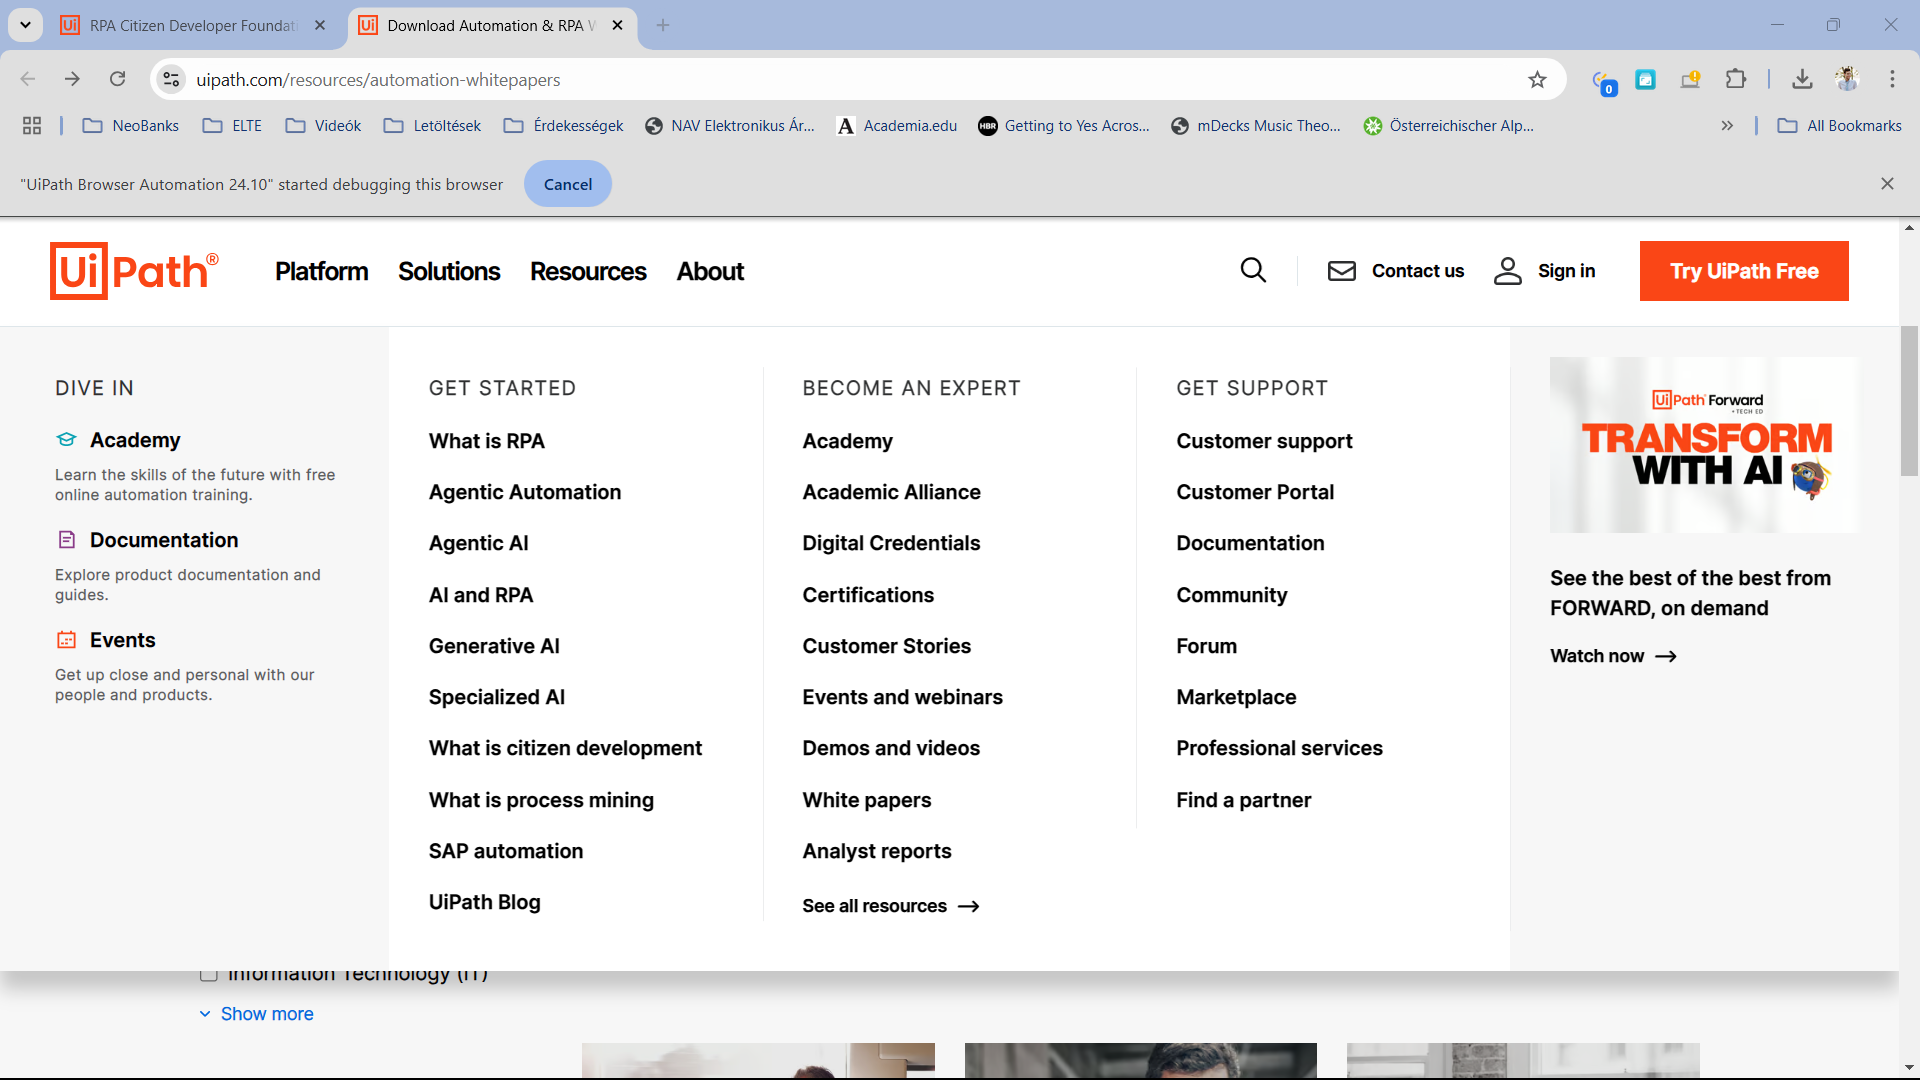 RPA Citizen Developer Foundati
Download Automation & RPA W
uipath.com/resources/automation-whitepapers
0
NeoBanks
ELTE
Videók
Letöltések
Érdekességek
NAV Elektronikus Ár...
A Academia.edu
HBR Getting to Yes Acros...
mDecks Music Theo...
Österreichischer Alp...
All Bookmarks
"UiPath Browser Automation 24.10" started debugging this browser
Cancel
UiPath®
Platform
Solutions
Resources
About
Contact us
Sign in
Try UiPath Free
DIVE IN
Academy
Learn the skills of the future with free
online automation training.
Documentation
Explore product documentation and
guides.
Events
Get up close and personal with our
people and products.
GET STARTED
What is RPA
Agentic Automation
Agentic AI
AI and RPA
Generative AI
Specialized AI
What is citizen development
What is process mining
SAP automation
UiPath Blog
BECOME AN EXPERT
Academy
Academic Alliance
Digital Credentials
Certifications
Customer Stories
Events and webinars
Demos and videos
White papers
Analyst reports
See all resources
GET SUPPORT
Customer support
Customer Portal
Documentation
Community
Forum
Marketplace
Professional services
Find a partner
UiPath Forward
+ TECH ED
TRANSFORM
WITH AI
See the best of the best from
FORWARD, on demand
Watch now
Information Technology (IT)
Show more